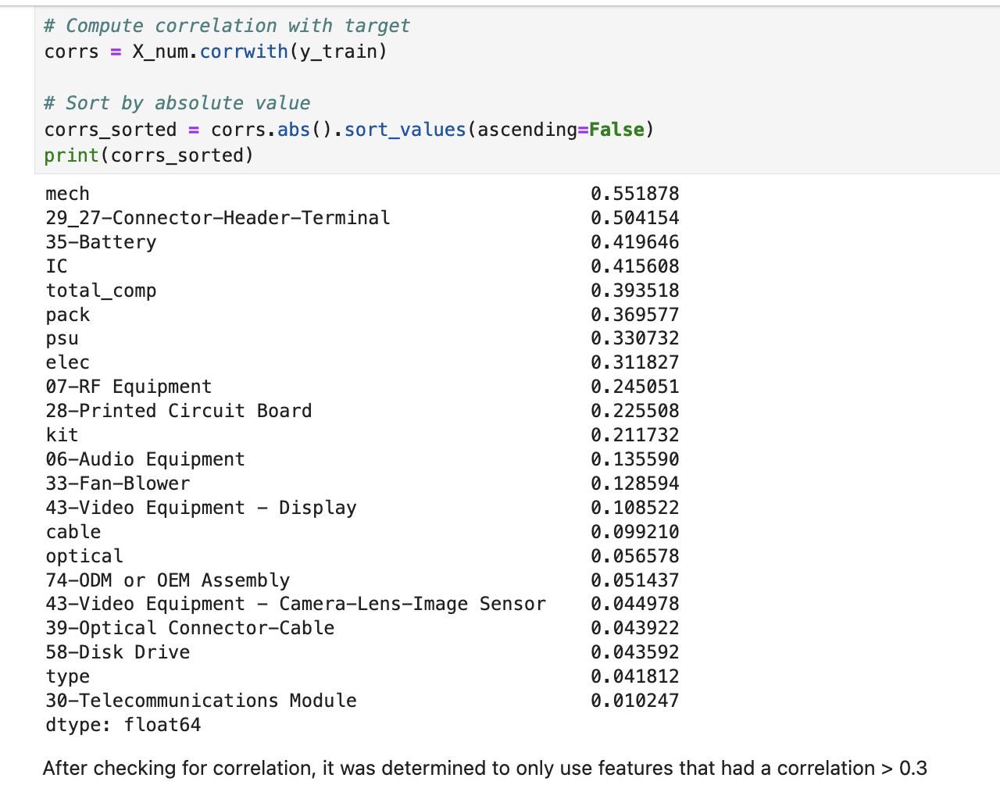 # Compute correlation with target
corrs = X_num.corrwith(y_train)
# Sort by absolute value
corrs_sorted = corrs.abs().sort_values(ascending=False)
print(corrs_sorted)
mech 0.551878
29_27-Connector-Header-Terminal 0.504154
35-Battery 0.419646
IC 0.415608
total_comp 0.393518
pack 0.369577
psu 0.330732
elec 0.311827
07-RF Equipment 0.245051
28-Printed Circuit Board 0.225508
kit 0.211732
06-Audio Equipment 0.135590
33-Fan-Blower 0.128594
43-Video Equipment - Display 0.108522
cable 0.099210
optical 0.056578
74-ODM or OEM Assembly 0.051437
43-Video Equipment - Camera-Lens-Image Sensor 0.044978
39-Optical Connector-Cable 0.043922
58-Disk Drive 0.043592
type 0.041812
30-Telecommunications Module 0.010247
dtype: float64
After checking for correlation, it was determined to only use features that had a correlation > 0.3